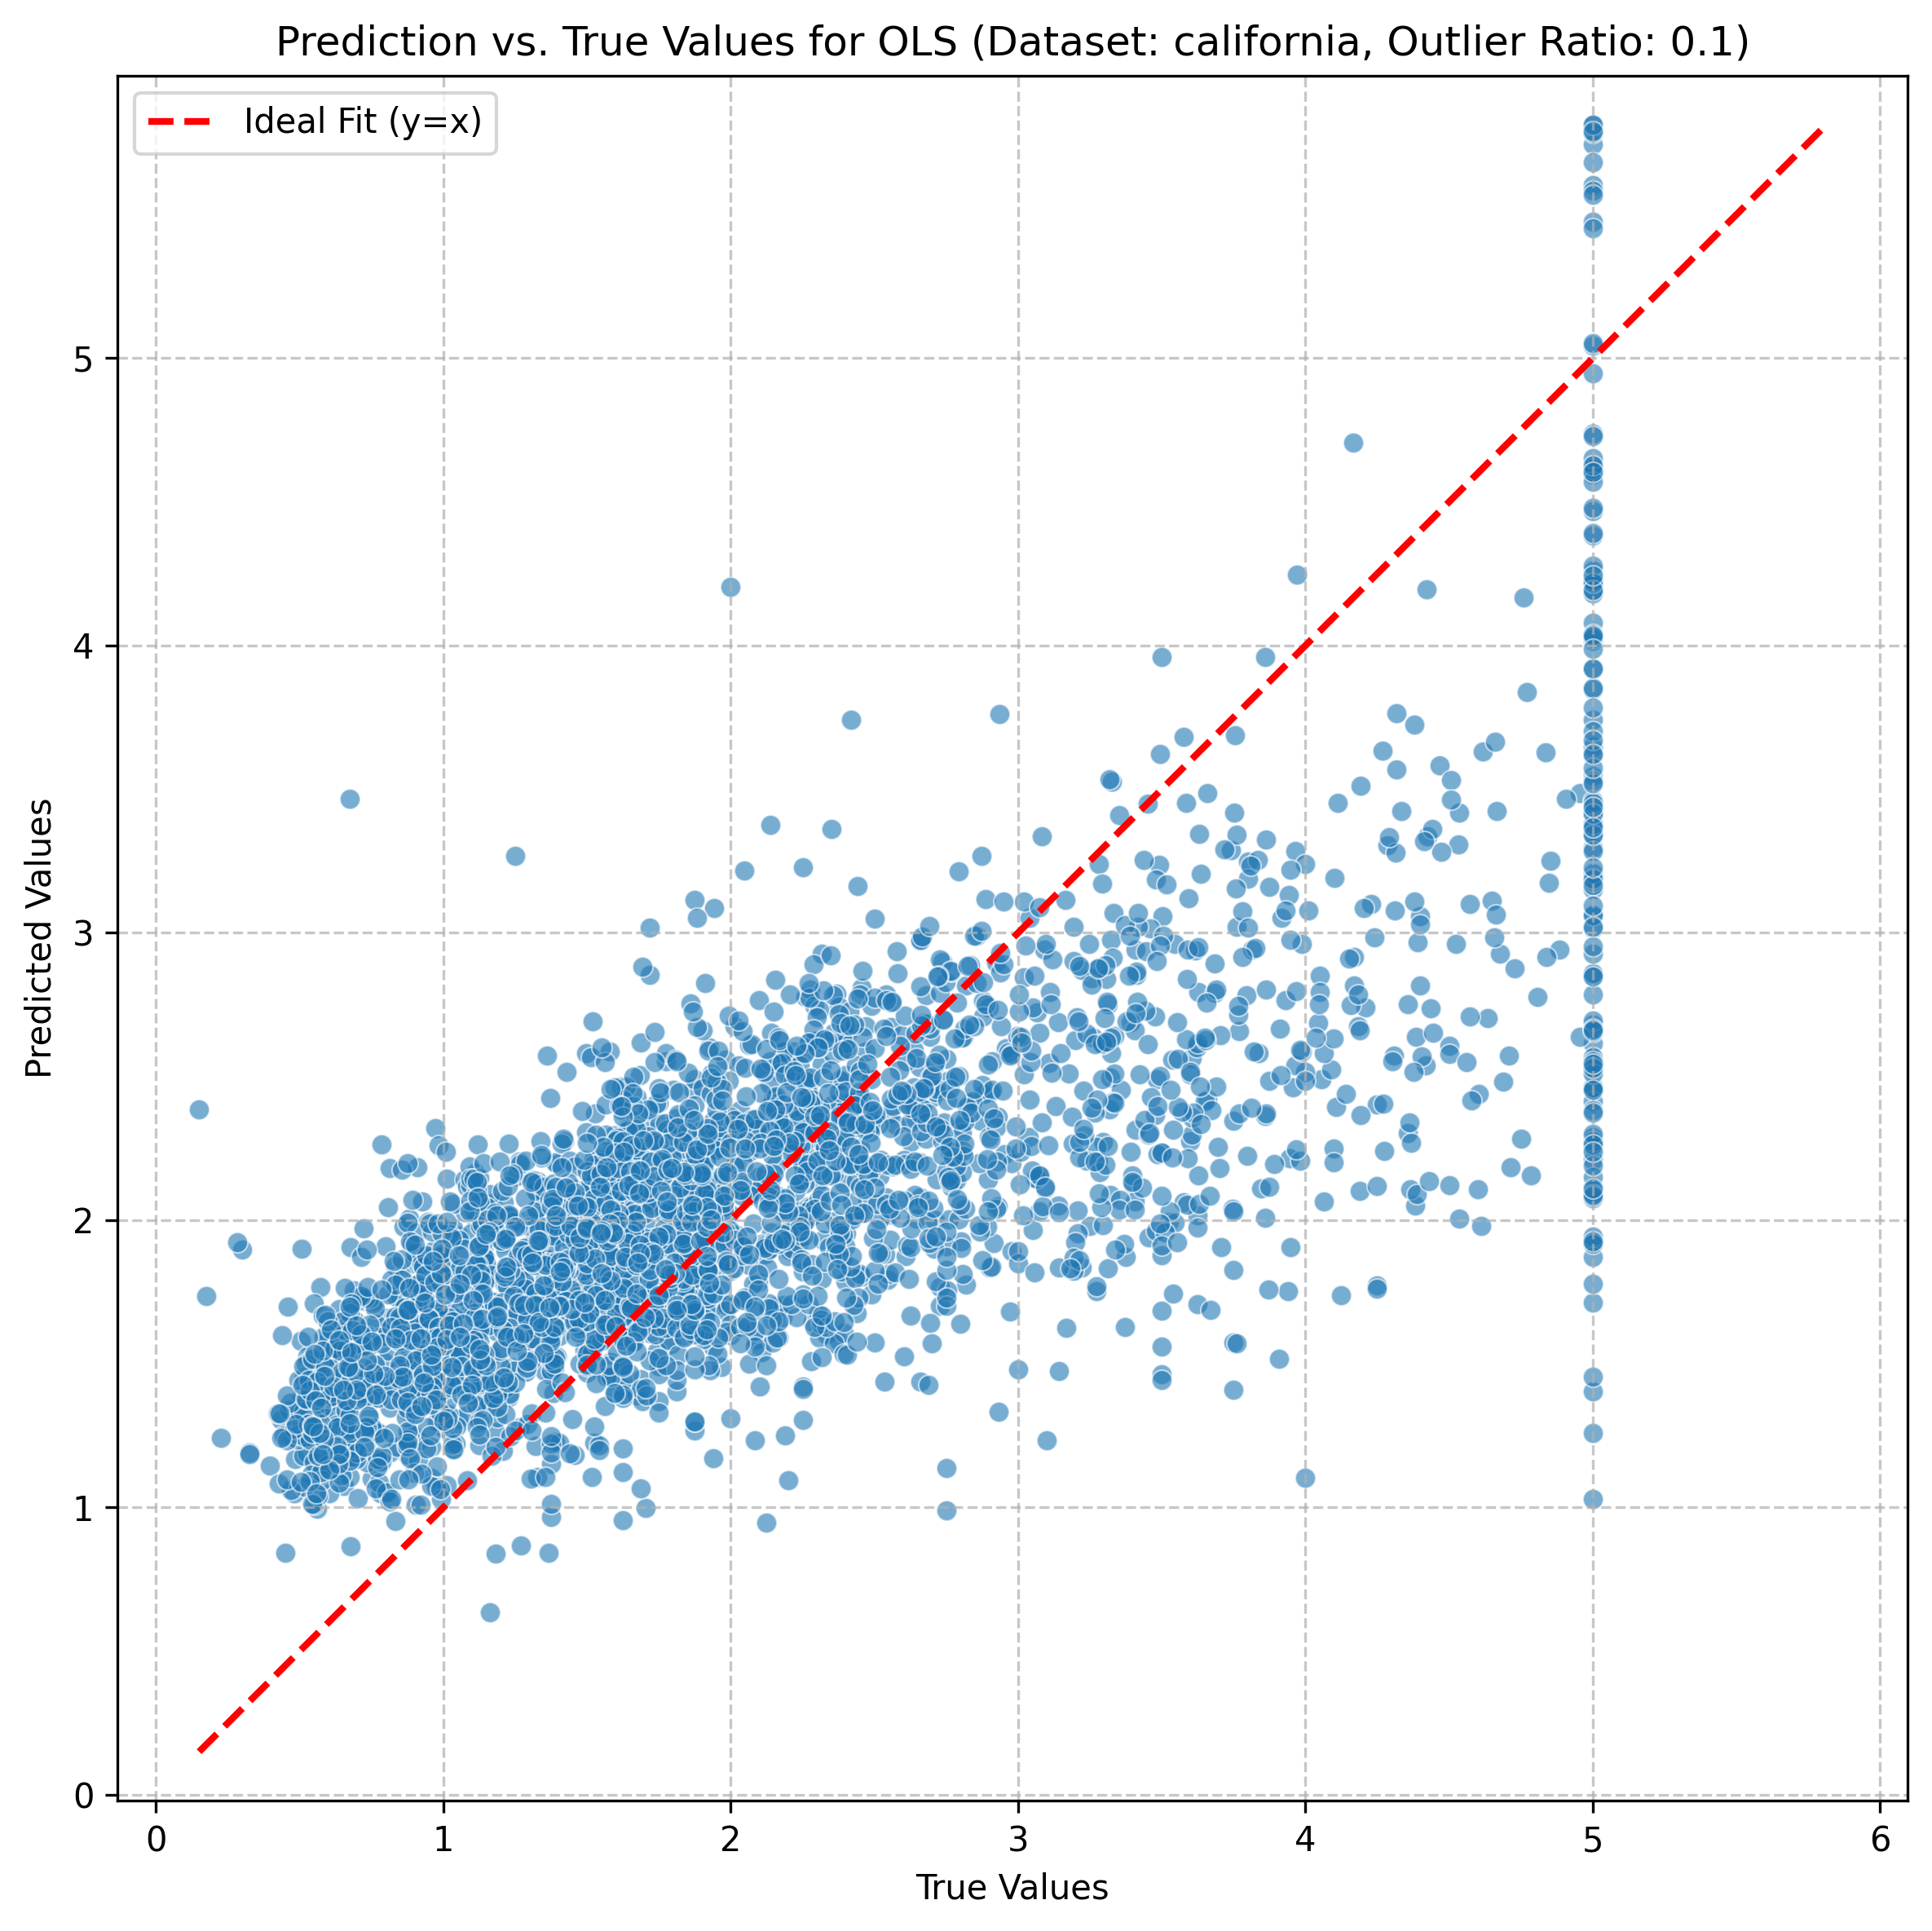 Prediction vs. True Values for OLS (Dataset: california, Outlier Ratio: 0.1)
Ideal Fit (y=x)
Predicted Values
5
4
3
2
1
0
0 1 2 3 4 5 6
True Values